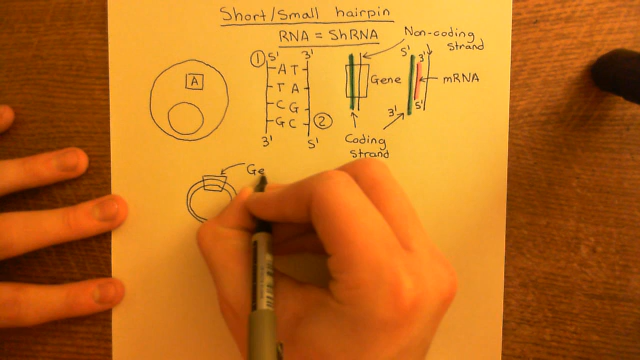 Short/Small hairpin
RNA = ShRNA
Non-coding
strand
① 5' 3'
A T
T A
C G
G C
3' 5' ②
Gene
5' 3'
mRNA
3' 5'
Coding
strand
A
Ge